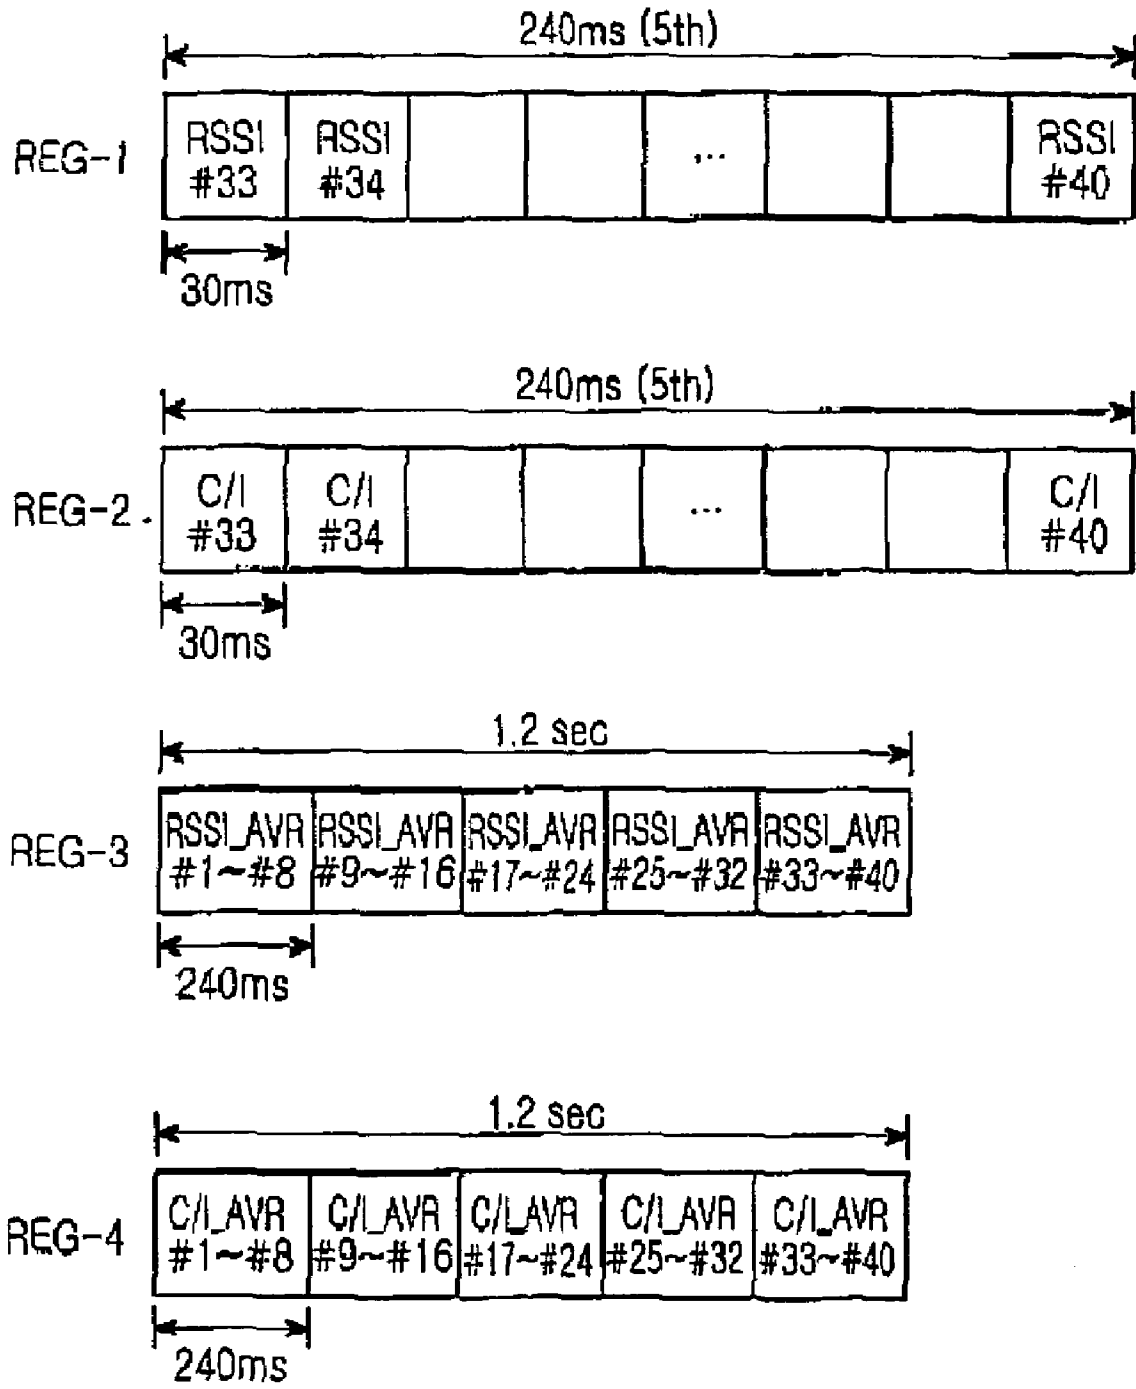 240ms (5th)
REG-1
RSSI #33
RSSI #34
...
RSSI #40
30ms
240ms (5th)
REG-2
C/I #33
C/I #34
...
C/I #40
30ms
1.2 sec
REG-3
RSSI_AVR #1~#8
RSSI_AVR #9~#16
RSSI_AVR #17~#24
RSSI_AVR #25~#32
RSSI_AVR #33~#40
240ms
1.2 sec
REG-4
C/I_AVR #1~#8
C/I_AVR #9~#16
C/I_AVR #17~#24
C/I_AVR #25~#32
C/I_AVR #33~#40
240ms